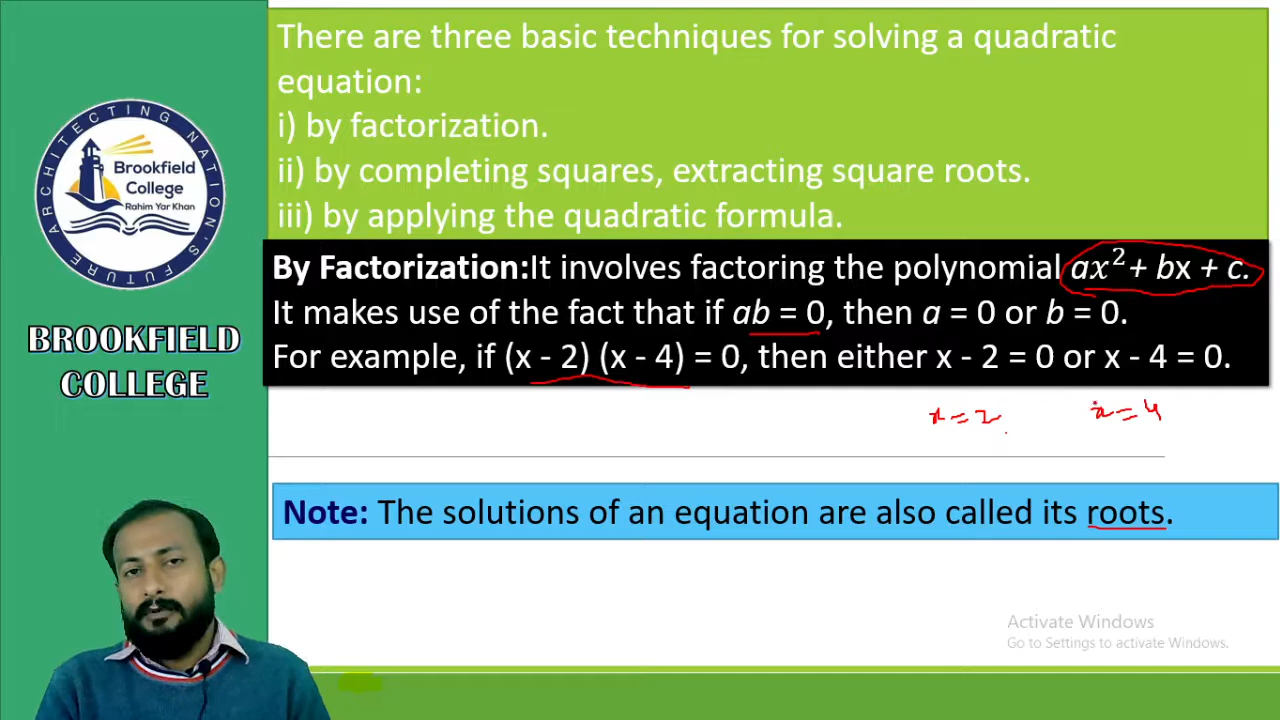 There are three basic techniques for solving a quadratic
equation:
i) by factorization.
ii) by completing squares, extracting square roots.
iii) by applying the quadratic formula.
By Factorization:It involves factoring the polynomial ax² + bx + c.
It makes use of the fact that if ab = 0, then a = 0 or b = 0.
For example, if (x - 2) (x - 4) = 0, then either x - 2 = 0 or x - 4 = 0.
x = 2 x = 4
Note: The solutions of an equation are also called its roots.
ARCHITECTING NATION'S FUTURE
Brookfield
College
Rahim Yar Khan
BROOKFIELD
COLLEGE
Activate Windows
Go to Settings to activate Windows.